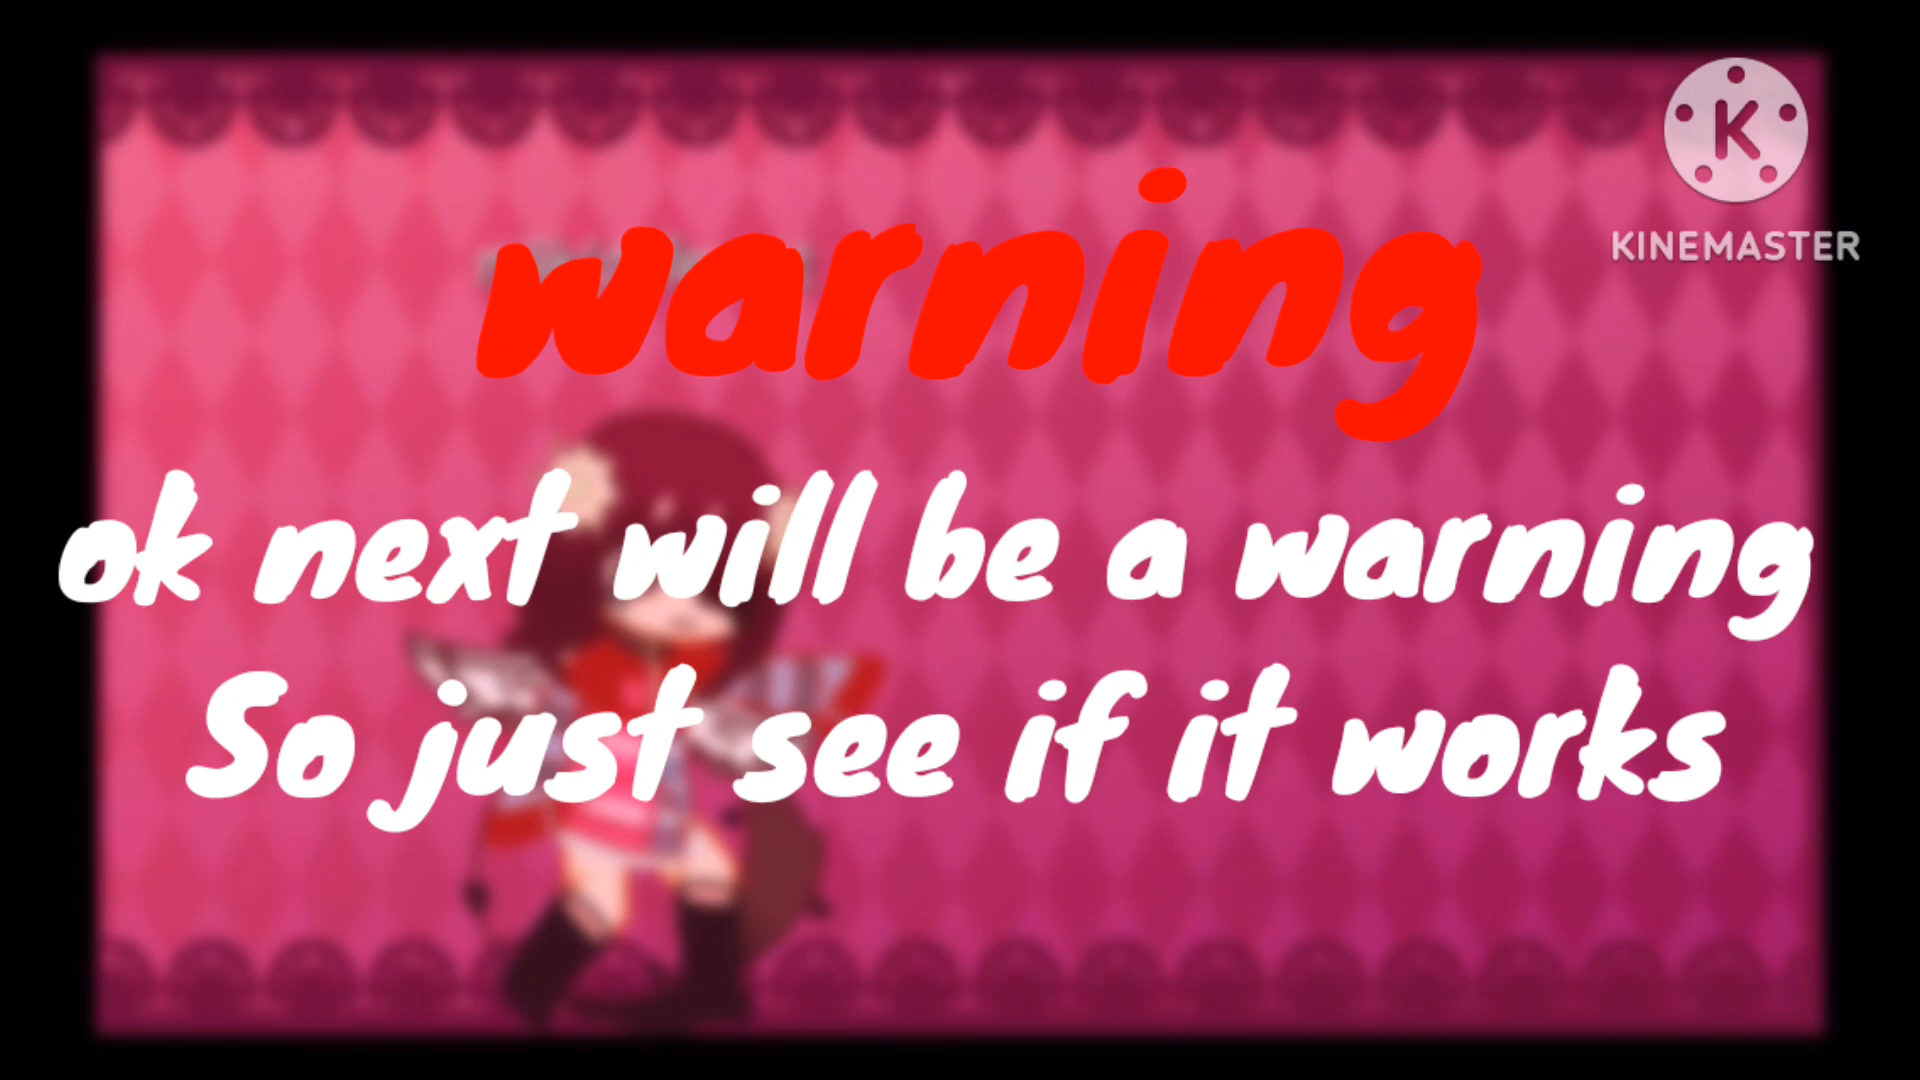 K
KINEMASTER
warning
ok next will be a warning
So just see if it works